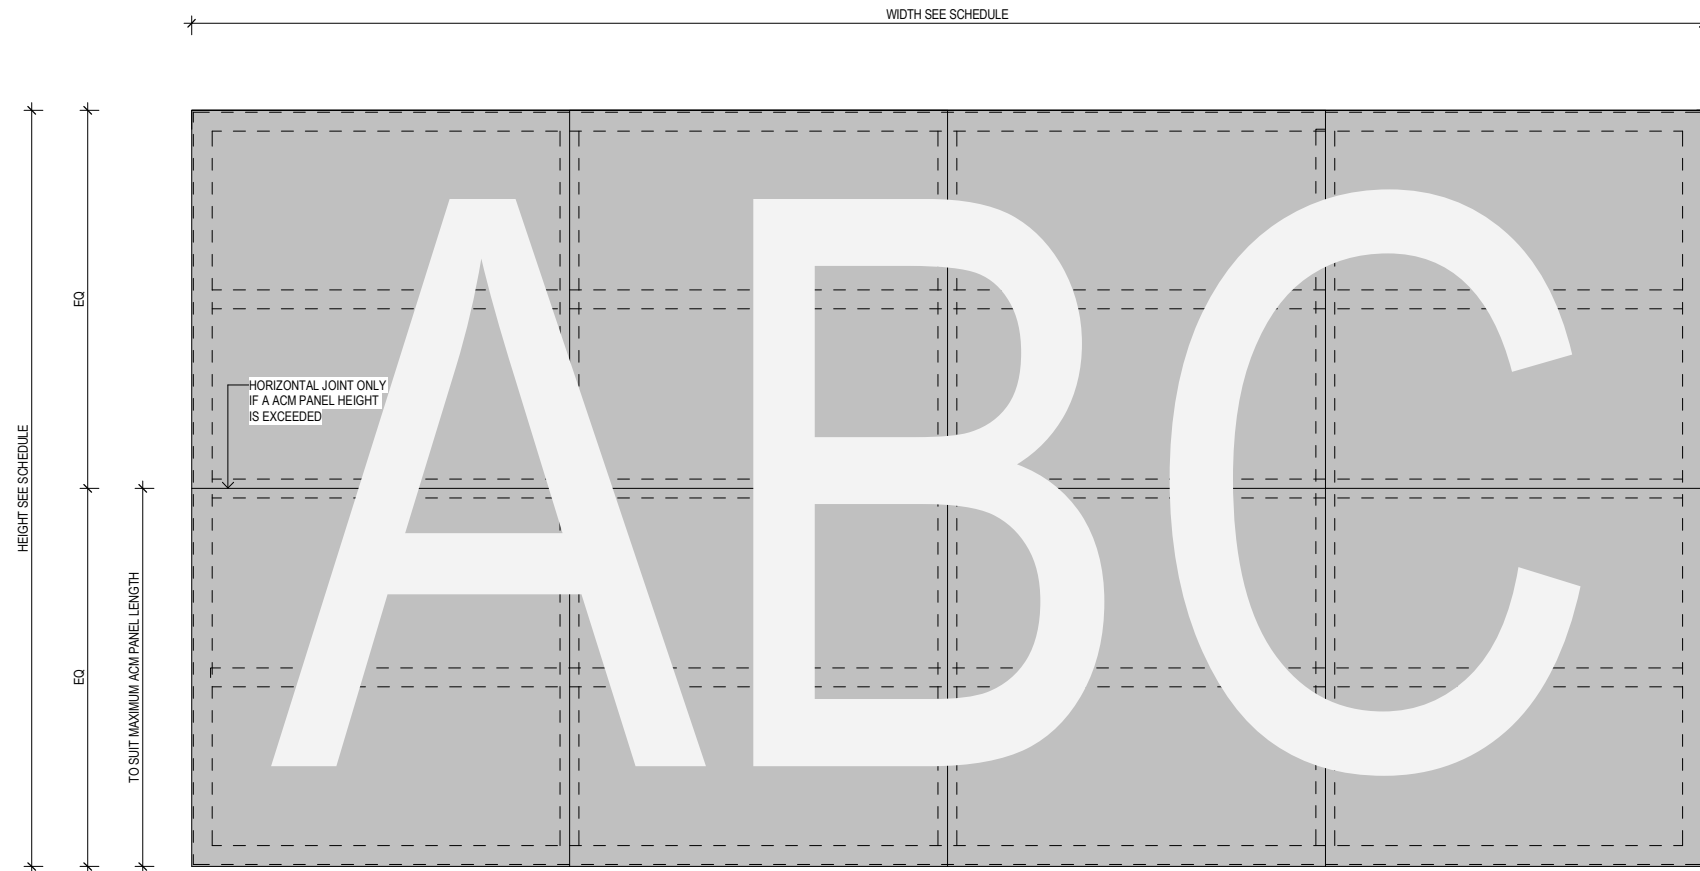 WIDTH SEE SCHEDULE
HEIGHT SEE SCHEDULE
EQ
EQ
TO SUIT MAXIMUM ACM PANEL LENGTH
HORIZONTAL JOINT ONLY
IF A ACM PANEL HEIGHT
IS EXCEEDED
ABC